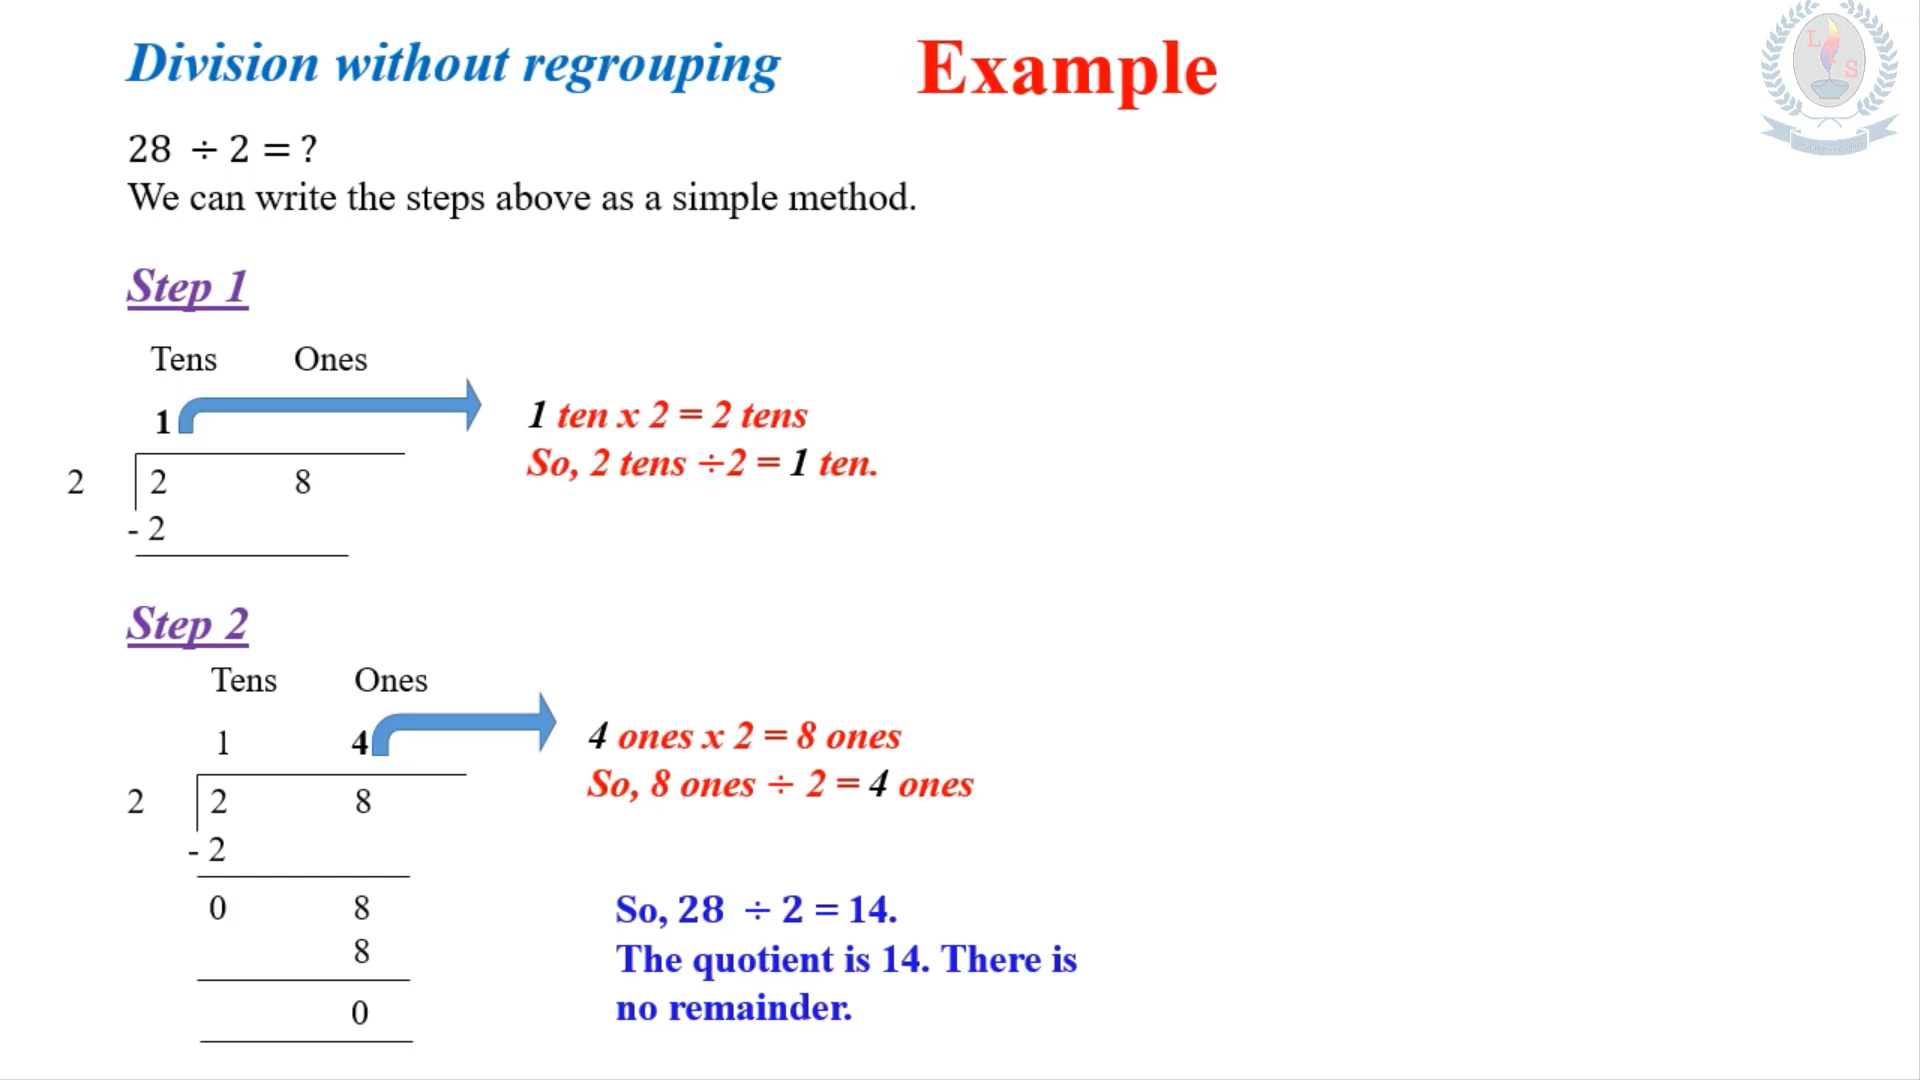 Division without regrouping Example
L
S
28 ÷ 2 = ?
We can write the steps above as a simple method.
Step 1
Tens Ones
1
1 ten x 2 = 2 tens
So, 2 tens ÷2 = 1 ten.
2 2 8
- 2
Step 2
Tens Ones
1 4
4 ones x 2 = 8 ones
So, 8 ones ÷ 2 = 4 ones
2 2 8
- 2
0 8
8
0
So, 28 ÷ 2 = 14.
The quotient is 14. There is
no remainder.